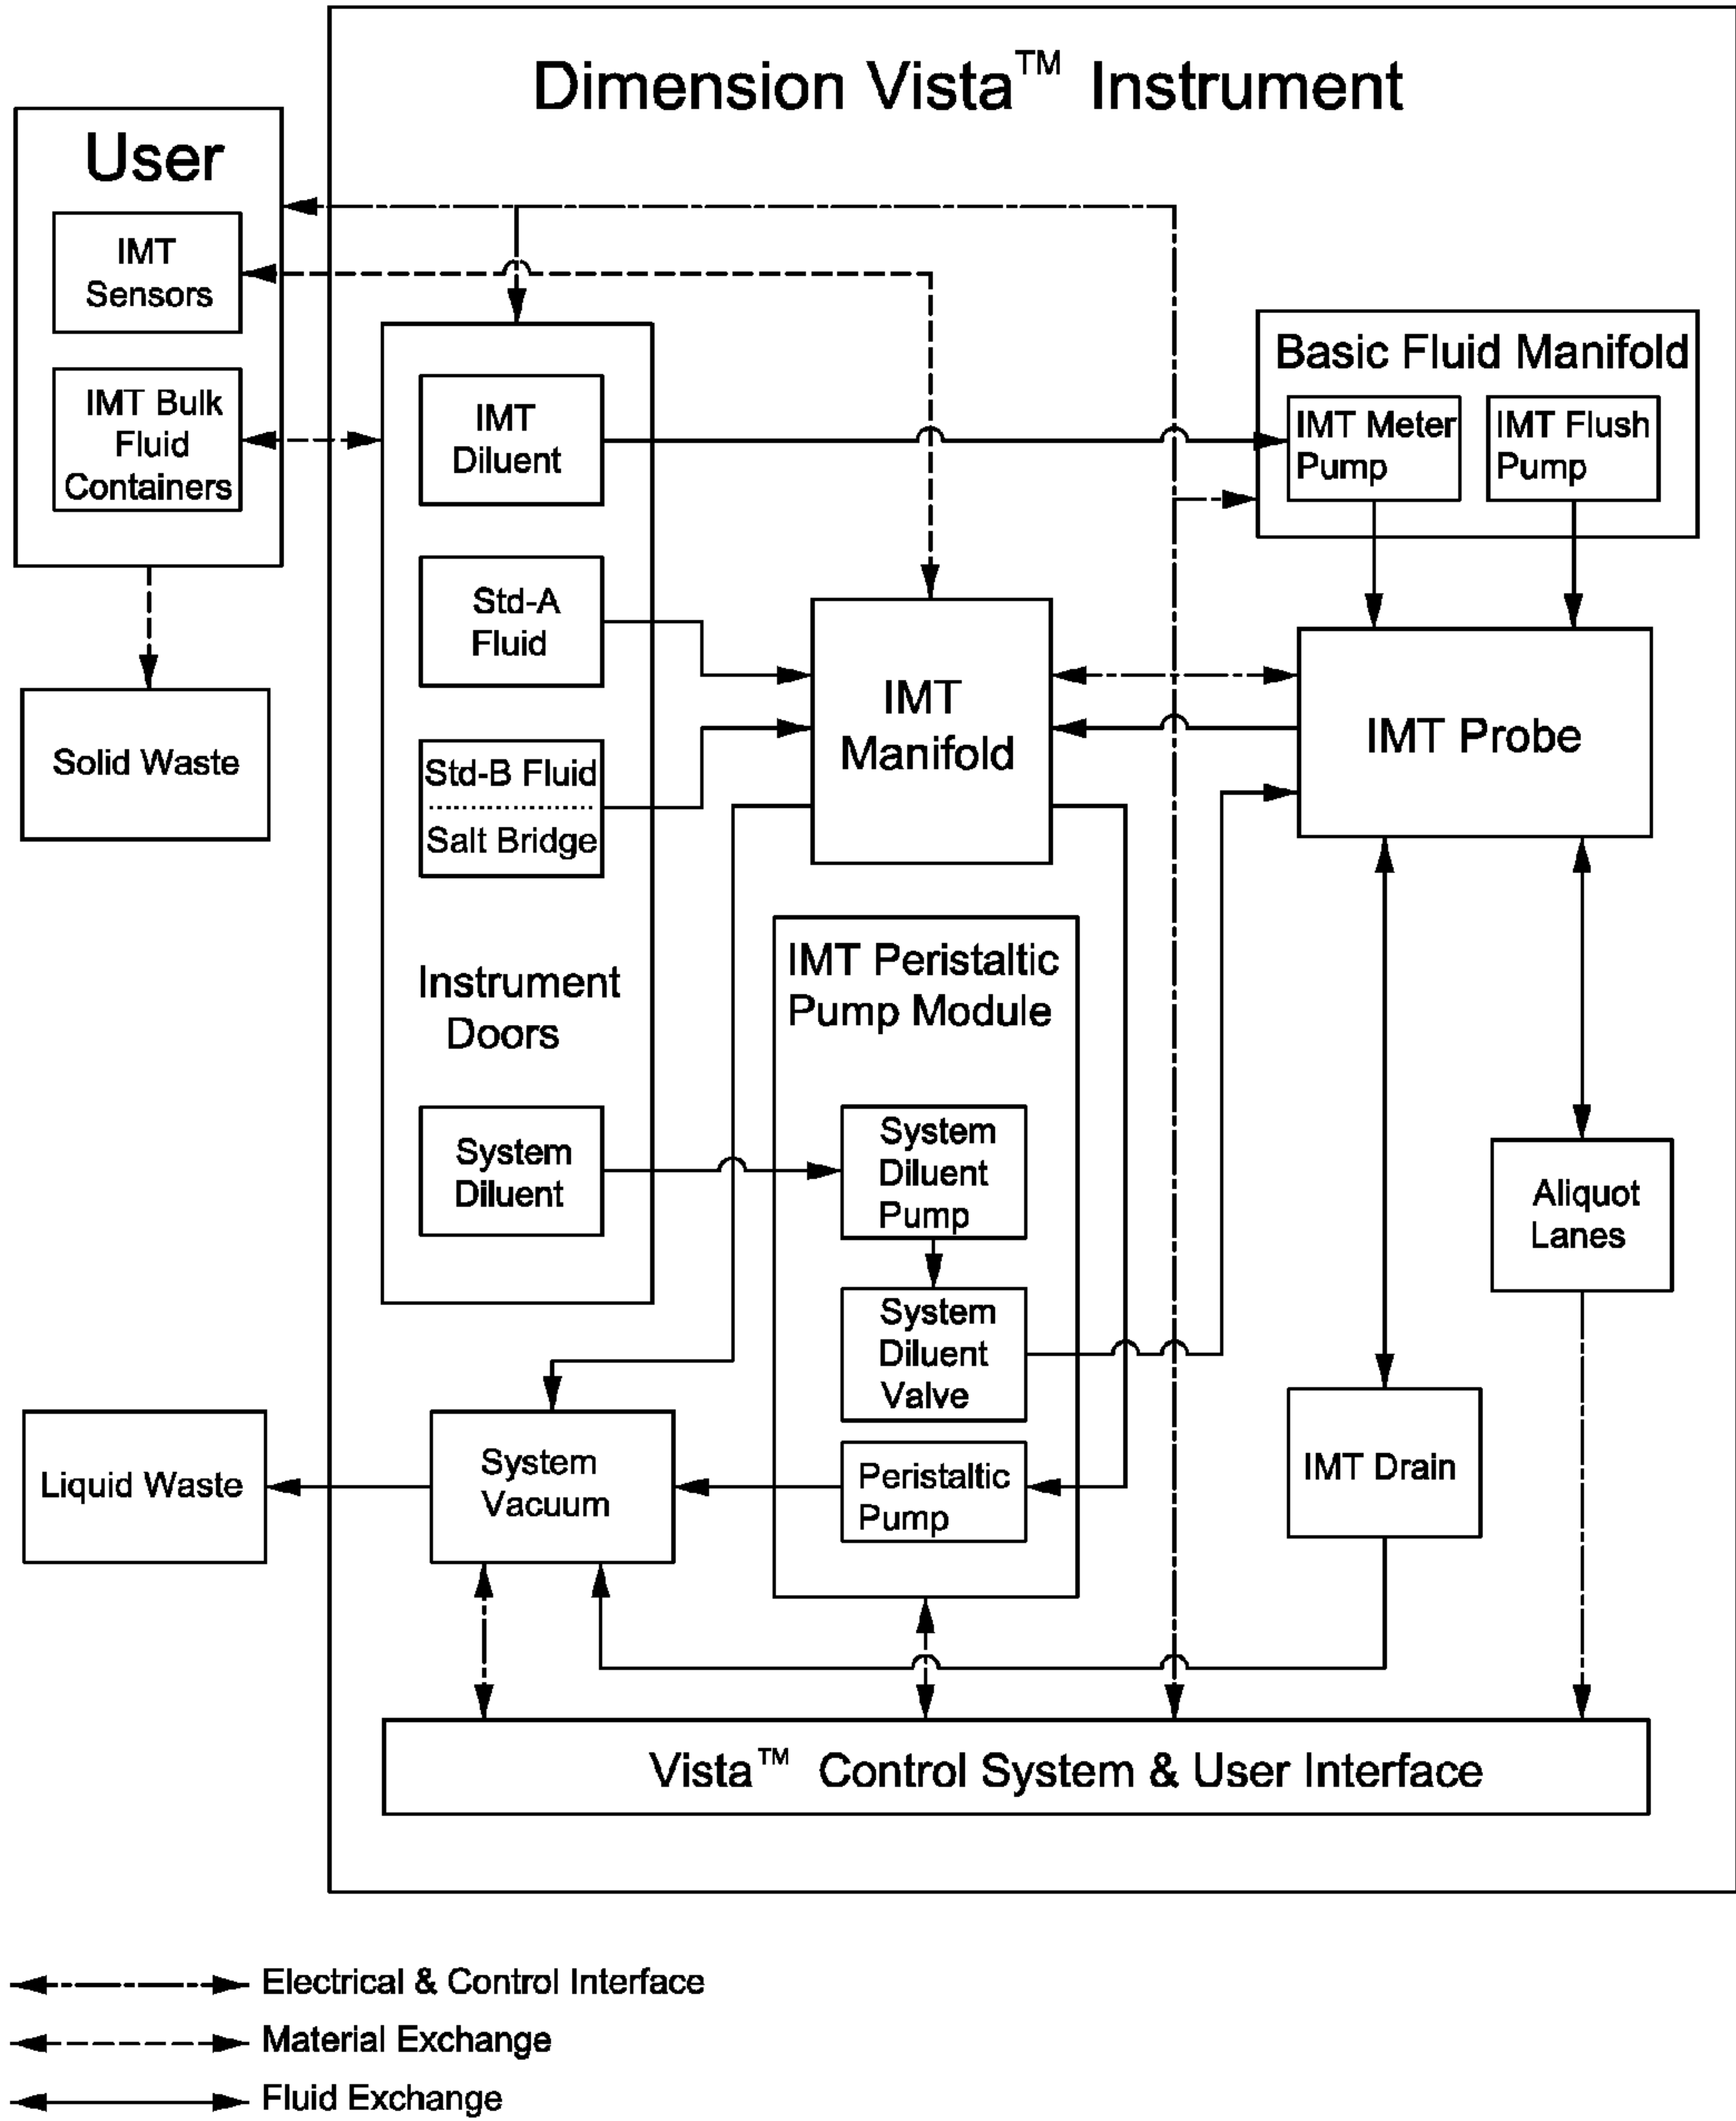 Dimension Vista™ Instrument
User
IMT
Sensors
IMT Bulk
Fluid
Containers
Solid Waste
Liquid Waste
IMT
Diluent
Std-A
Fluid
Std-B Fluid
Salt Bridge
Instrument
Doors
System
Diluent
System
Vacuum
IMT
Manifold
IMT Peristaltic
Pump Module
System
Diluent
Pump
System
Diluent
Valve
Peristaltic
Pump
Basic Fluid Manifold
IMT Meter
Pump
IMT Flush
Pump
IMT Probe
Aliquot
Lanes
IMT Drain
Vista™ Control System & User Interface
Electrical & Control Interface
Material Exchange
Fluid Exchange